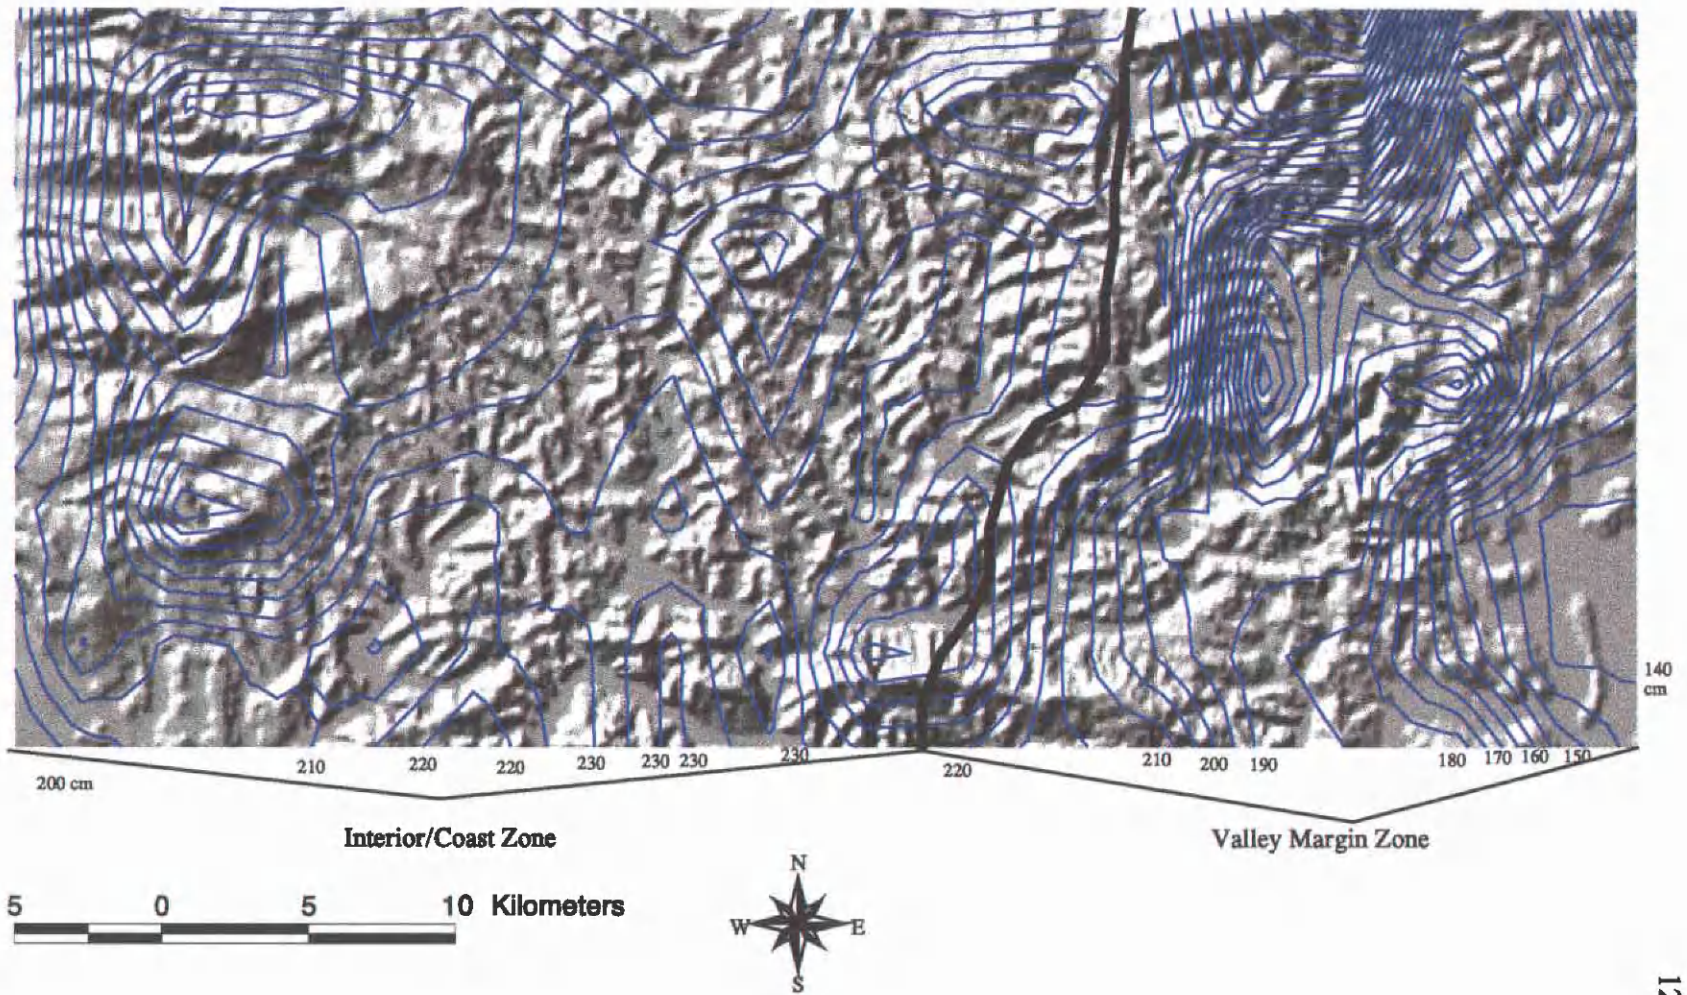 140
cm
200 cm
210
220
220
230
230
230
230
220
210
200
190
180
170
160
150
Interior/Coast Zone
Valley Margin Zone
5 0 5 10 Kilometers
N
W E
S